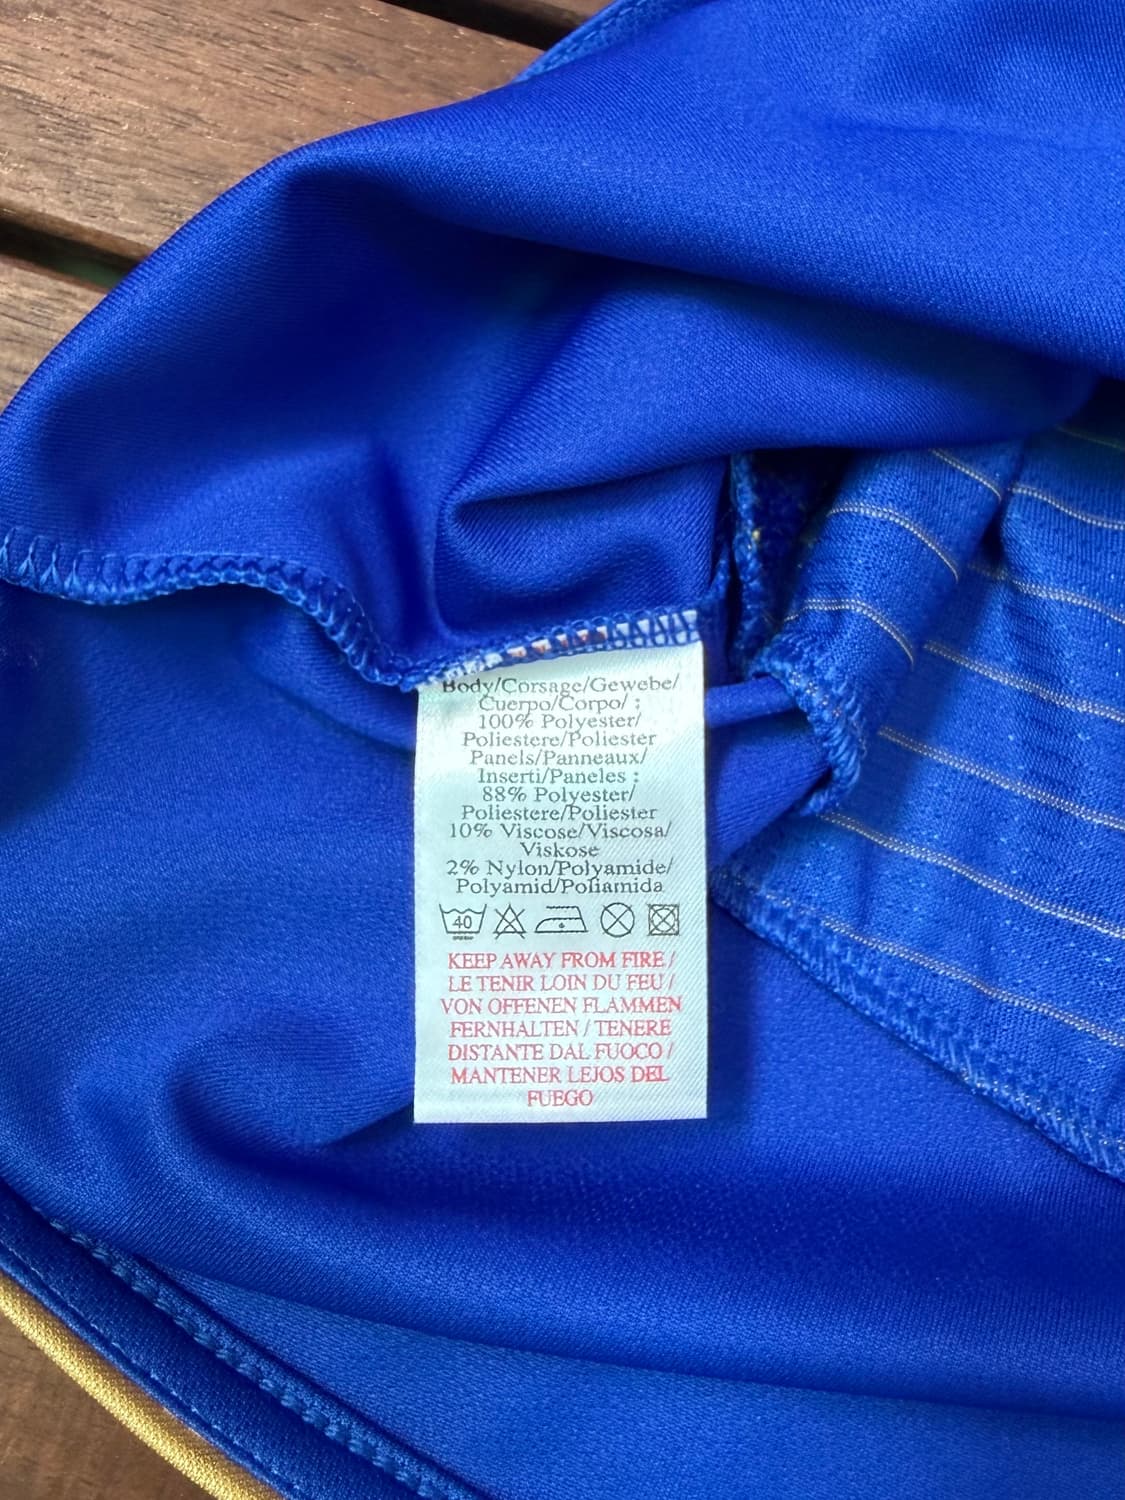 Body/Corsage/Gewebe/
Cuerpo/Corpo/ :
100% Polyester/
Poliestere/Poliester
Panels/Panneaux/
Inserti/Paneles :
88% Polyester/
Poliestere/Poliester
10% Viscose/Viscosa/
Viskose
2% Nylon/Polyamide/
Polyamid/Poliamida
40
KEEP AWAY FROM FIRE /
LE TENIR LOIN DU FEU /
VON OFFENEN FLAMMEN
FERNHALTEN / TENERE
DISTANTE DAL FUOCO /
MANTENER LEJOS DEL
FUEGO